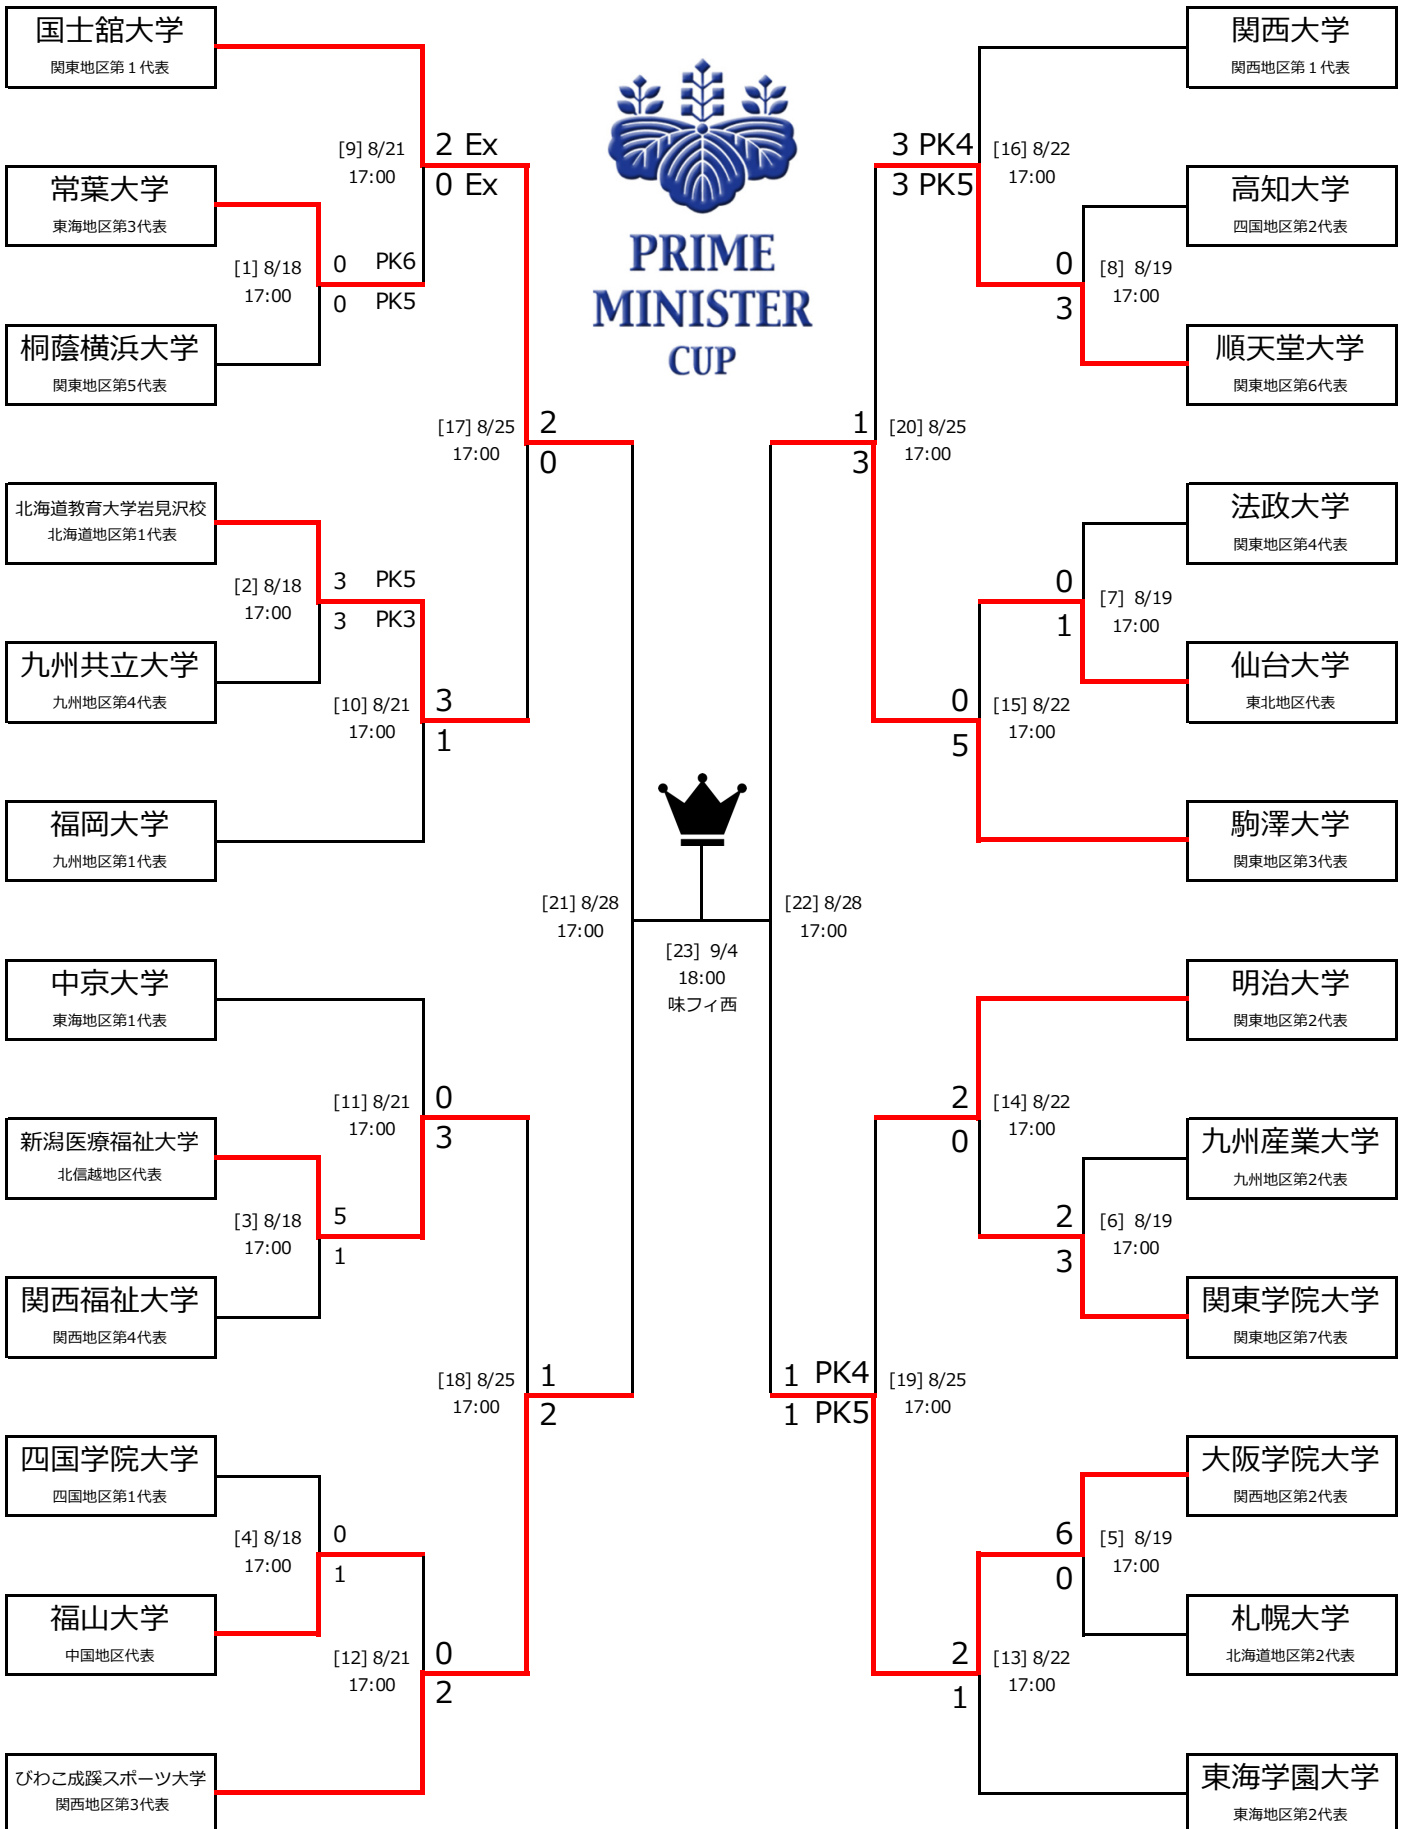 国士舘大学
関東地区第１代表
[9] 8/21
17:00
2 Ex
0 Ex
常葉大学
東海地区第3代表
[1] 8/18
17:00
0 PK6
0 PK5
桐蔭横浜大学
関東地区第5代表
[17] 8/25
17:00
2
0
北海道教育大学岩見沢校
北海道地区第1代表
[2] 8/18
17:00
3 PK5
3 PK3
九州共立大学
九州地区第4代表
[10] 8/21
17:00
3
1
福岡大学
九州地区第1代表
[21] 8/28
17:00
中京大学
東海地区第1代表
[11] 8/21
17:00
0
3
新潟医療福祉大学
北信越地区代表
[3] 8/18
17:00
5
1
関西福祉大学
関西地区第4代表
[18] 8/25
17:00
1
2
四国学院大学
四国地区第1代表
[4] 8/18
17:00
0
1
福山大学
中国地区代表
[12] 8/21
17:00
0
2
びわこ成蹊スポーツ大学
関西地区第3代表
PRIME
MINISTER
CUP
[23] 9/4
18:00
味フィ西
関西大学
関西地区第１代表
3 PK4
3 PK5
[16] 8/22
17:00
高知大学
四国地区第2代表
0
3
[8] 8/19
17:00
順天堂大学
関東地区第6代表
1
3
[20] 8/25
17:00
法政大学
関東地区第4代表
0
1
[7] 8/19
17:00
仙台大学
東北地区代表
0
5
[15] 8/22
17:00
駒澤大学
関東地区第3代表
[22] 8/28
17:00
明治大学
関東地区第2代表
2
0
[14] 8/22
17:00
九州産業大学
九州地区第2代表
2
3
[6] 8/19
17:00
関東学院大学
関東地区第7代表
1 PK4
1 PK5
[19] 8/25
17:00
大阪学院大学
関西地区第2代表
6
0
[5] 8/19
17:00
札幌大学
北海道地区第2代表
2
1
[13] 8/22
17:00
東海学園大学
東海地区第2代表